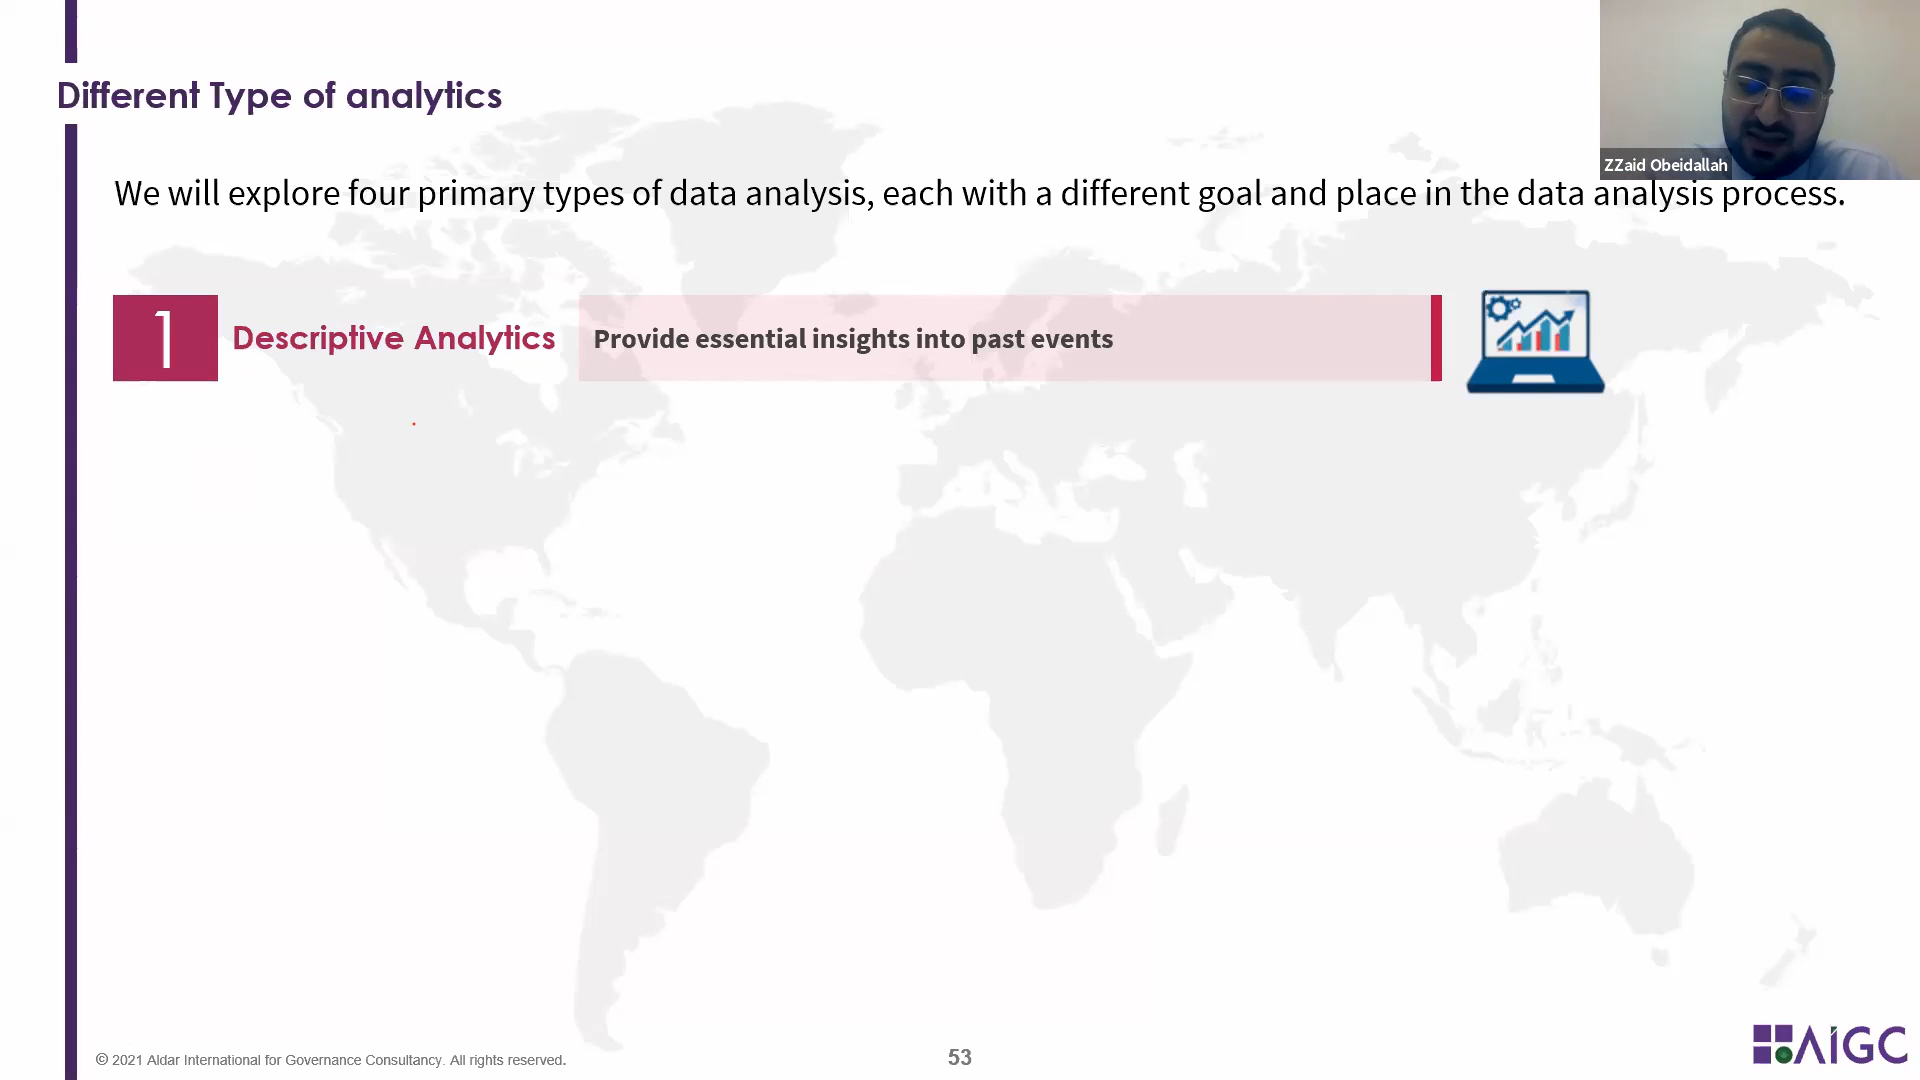 Different Type of analytics
ZZaid Obeidallah
We will explore four primary types of data analysis, each with a different goal and place in the data analysis process.
1
Descriptive Analytics
Provide essential insights into past events
© 2021 Aldar International for Governance Consultancy. All rights reserved.
53
AIGC